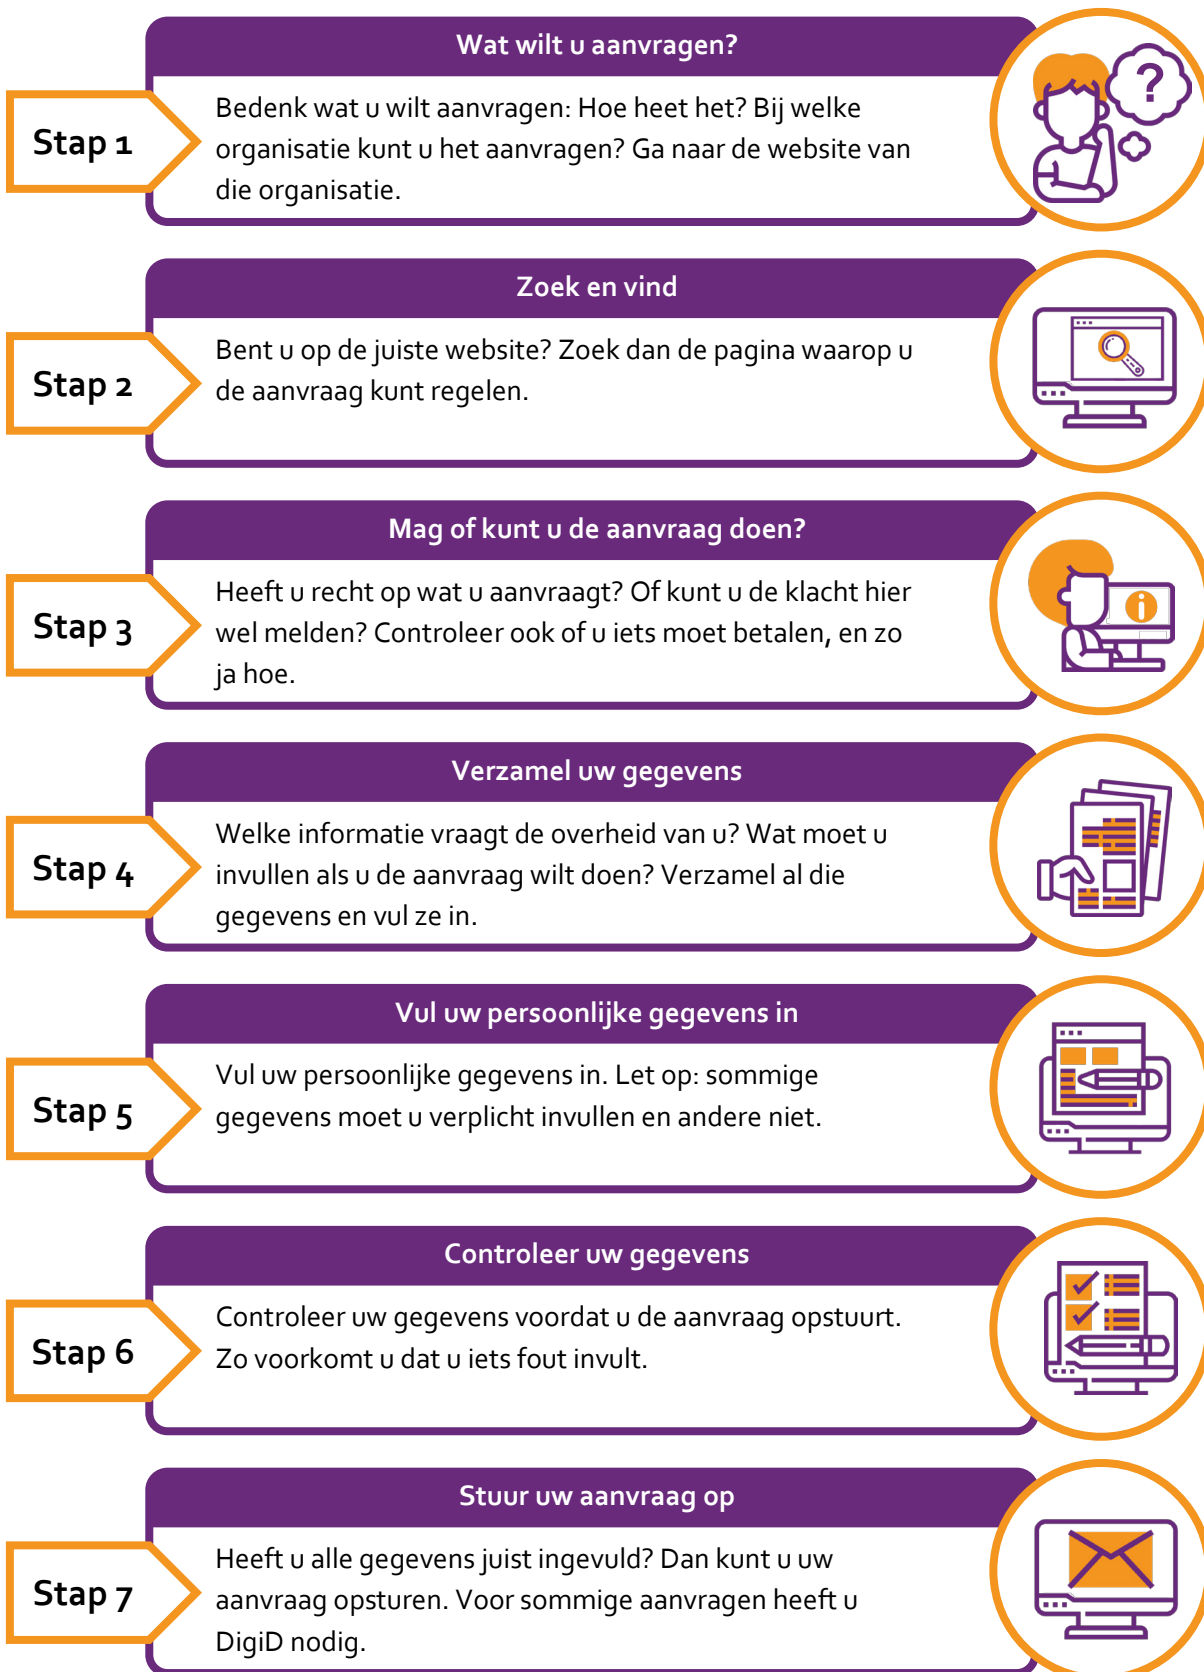 Wat wilt u aanvragen?
Stap 1
Bedenk wat u wilt aanvragen: Hoe heet het? Bij welke
organisatie kunt u het aanvragen? Ga naar de website van
die organisatie.
?
Zoek en vind
Stap 2
Bent u op de juiste website? Zoek dan de pagina waarop u
de aanvraag kunt regelen.
Mag of kunt u de aanvraag doen?
Stap 3
Heeft u recht op wat u aanvraagt? Of kunt u de klacht hier
wel melden? Controleer ook of u iets moet betalen, en zo
ja hoe.
i
Verzamel uw gegevens
Stap 4
Welke informatie vraagt de overheid van u? Wat moet u
invullen als u de aanvraag wilt doen? Verzamel al die
gegevens en vul ze in.
Vul uw persoonlijke gegevens in
Stap 5
Vul uw persoonlijke gegevens in. Let op: sommige
gegevens moet u verplicht invullen en andere niet.
Controleer uw gegevens
Stap 6
Controleer uw gegevens voordat u de aanvraag opstuurt.
Zo voorkomt u dat u iets fout invult.
Stuur uw aanvraag op
Stap 7
Heeft u alle gegevens juist ingevuld? Dan kunt u uw
aanvraag opsturen. Voor sommige aanvragen heeft u
DigiD nodig.